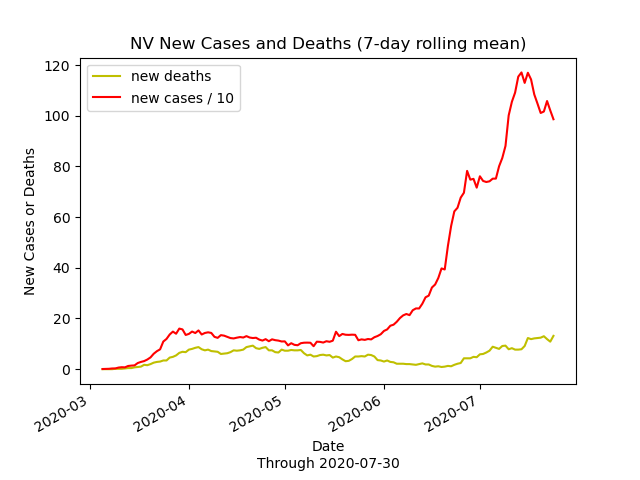 NV New Cases and Deaths (7-day rolling mean)
new deaths
new cases / 10
120
100
80
60
40
20
0
New Cases or Deaths
2020-03
2020-04
2020-05
2020-06
2020-07
Date
Through 2020-07-30